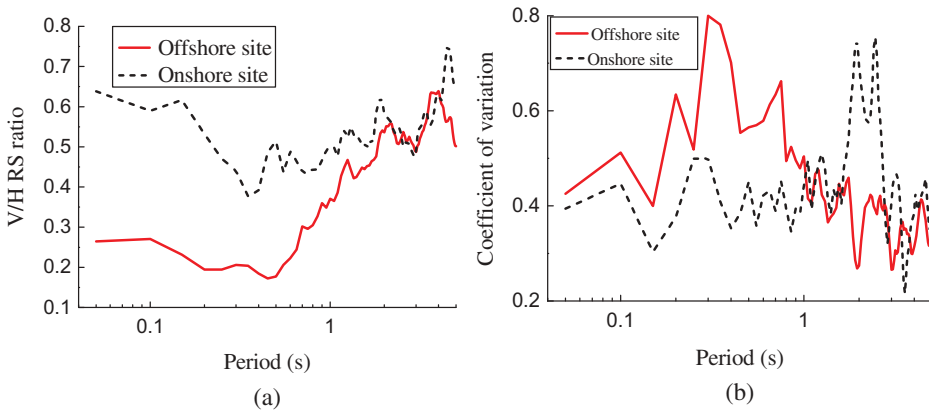 0.8
0.7
0.6
0.5
0.4
0.3
0.2
0.1
V/H RS ratio
Offshore site
Onshore site
0.1
1
Period (s)
(a)
0.8
0.6
0.4
0.2
Coefficient of variation
Offshore site
Onshore site
0.1
1
Period (s)
(b)